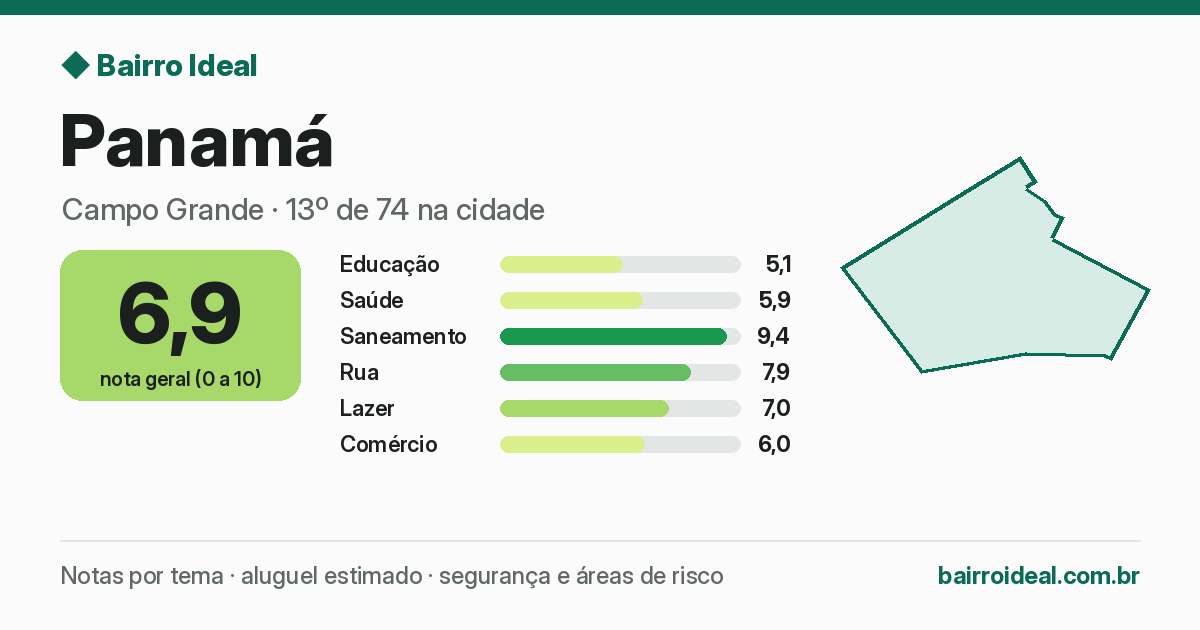 Bairro Ideal
Panamá
Campo Grande · 13º de 74 na cidade
6,9
nota geral (0 a 10)
Educação 5,1
Saúde 5,9
Saneamento 9,4
Rua 7,9
Lazer 7,0
Comércio 6,0
Notas por tema · aluguel estimado · segurança e áreas de risco
bairroideal.com.br